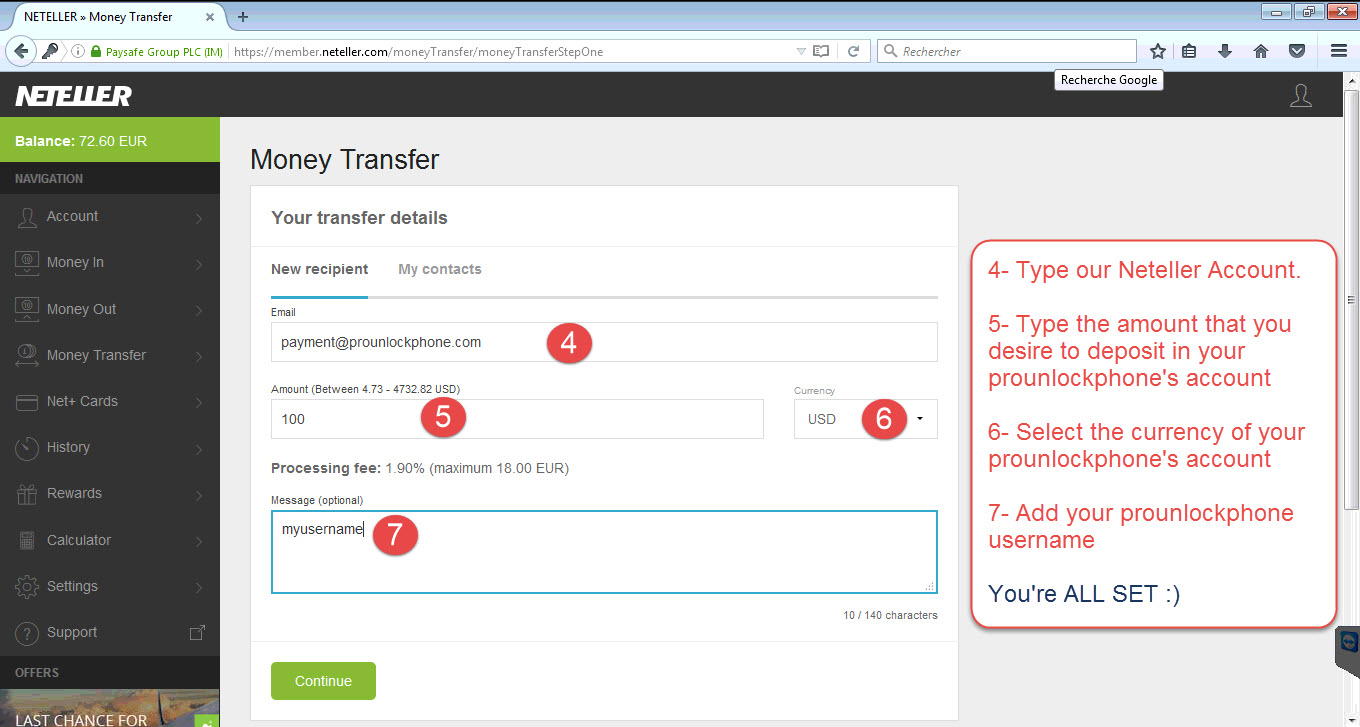 NETELLER » Money Transfer
Paysafe Group PLC (IM)
https://member.neteller.com/moneyTransfer/moneyTransferStepOne
Rechercher
Recherche Google
NETELLER
Balance: 72.60 EUR
NAVIGATION
Account
Money In
Money Out
Money Transfer
Net+ Cards
History
Rewards
Calculator
Settings
Support
OFFERS
LAST CHANCE FOR
Money Transfer
Your transfer details
New recipient My contacts
Email
payment@prounlockphone.com 4
Amount (Between 4.73 - 4732.82 USD) Currency
100 5 USD 6
Processing fee: 1.90% (maximum 18.00 EUR)
Message (optional)
myusername 7
10 / 140 characters
Continue
4- Type our Neteller Account.
5- Type the amount that you
desire to deposit in your
prounlockphone's account
6- Select the currency of your
prounlockphone's account
7- Add your prounlockphone
username
You're ALL SET :)